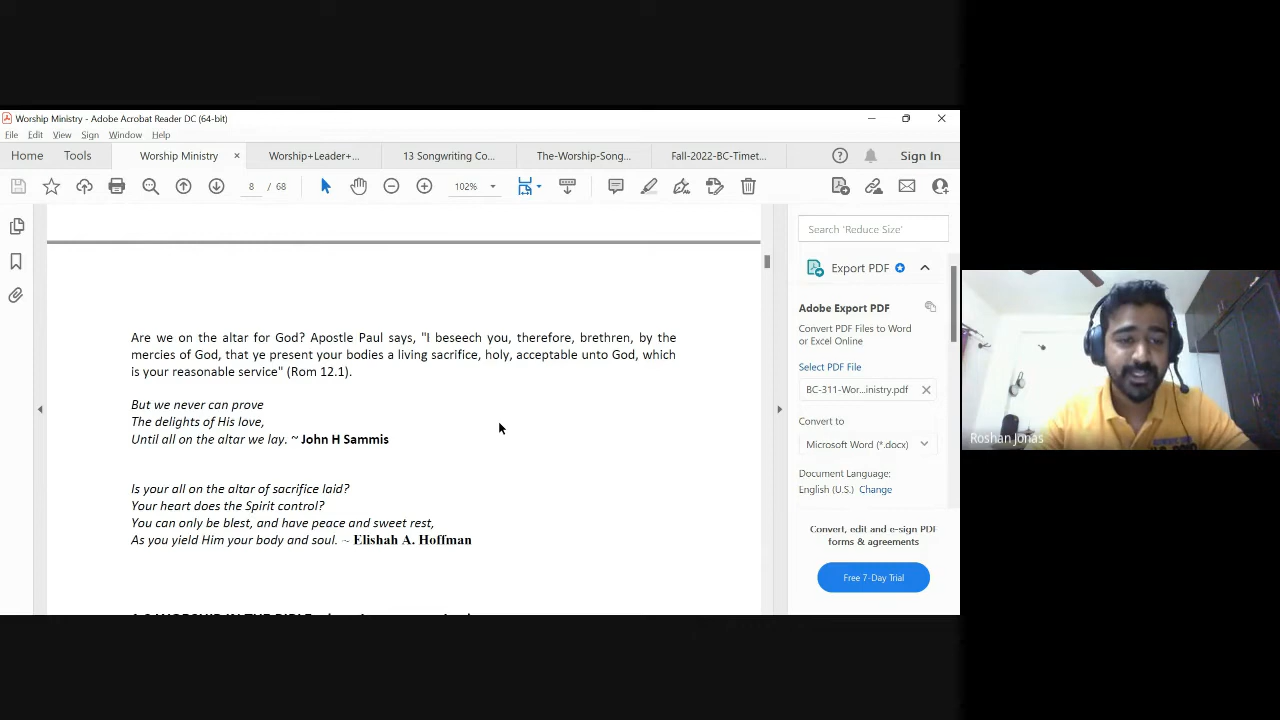 Worship Ministry - Adobe Acrobat Reader DC (64-bit)
File Edit View Sign Window Help
Home Tools Worship Ministry × Worship+Leader+... 13 Songwriting Co... The-Worship-Song... Fall-2022-BC-Timet... Sign In
8 / 68 102%
Search 'Reduce Size'
Export PDF
Adobe Export PDF
Convert PDF Files to Word
or Excel Online
Select PDF File
BC-311-Wor...inistry.pdf
Convert to
Microsoft Word (*.docx)
Document Language:
English (U.S.) Change
Convert, edit and e-sign PDF
forms & agreements
Free 7-Day Trial
Are we on the altar for God? Apostle Paul says, "I beseech you, therefore, brethren, by the
mercies of God, that ye present your bodies a living sacrifice, holy, acceptable unto God, which
is your reasonable service" (Rom 12.1).
But we never can prove
The delights of His love,
Until all on the altar we lay. ~ John H Sammis
Is your all on the altar of sacrifice laid?
Your heart does the Spirit control?
You can only be blest, and have peace and sweet rest,
As you yield Him your body and soul. ~ Elishah A. Hoffman
WORSHIP IN THE BIBLE
Roshan Jonas